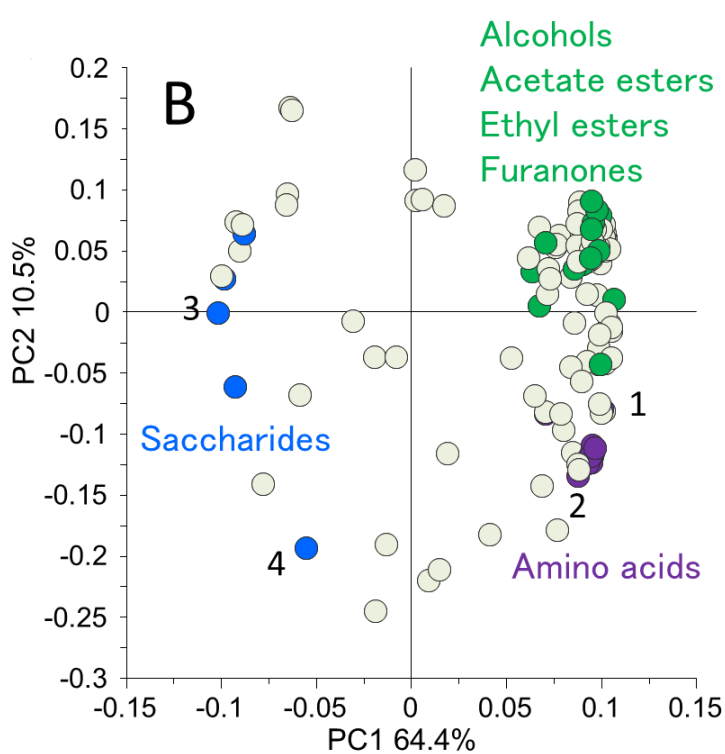 Alcohols
Acetate esters
Ethyl esters
Furanones
B
0.2
0.15
0.1
0.05
0
-0.05
-0.1
-0.15
-0.2
-0.25
-0.3
PC2 10.5%
3
1
Saccharides
2
4
Amino acids
-0.15 -0.1 -0.05 0 0.05 0.1 0.15
PC1 64.4%